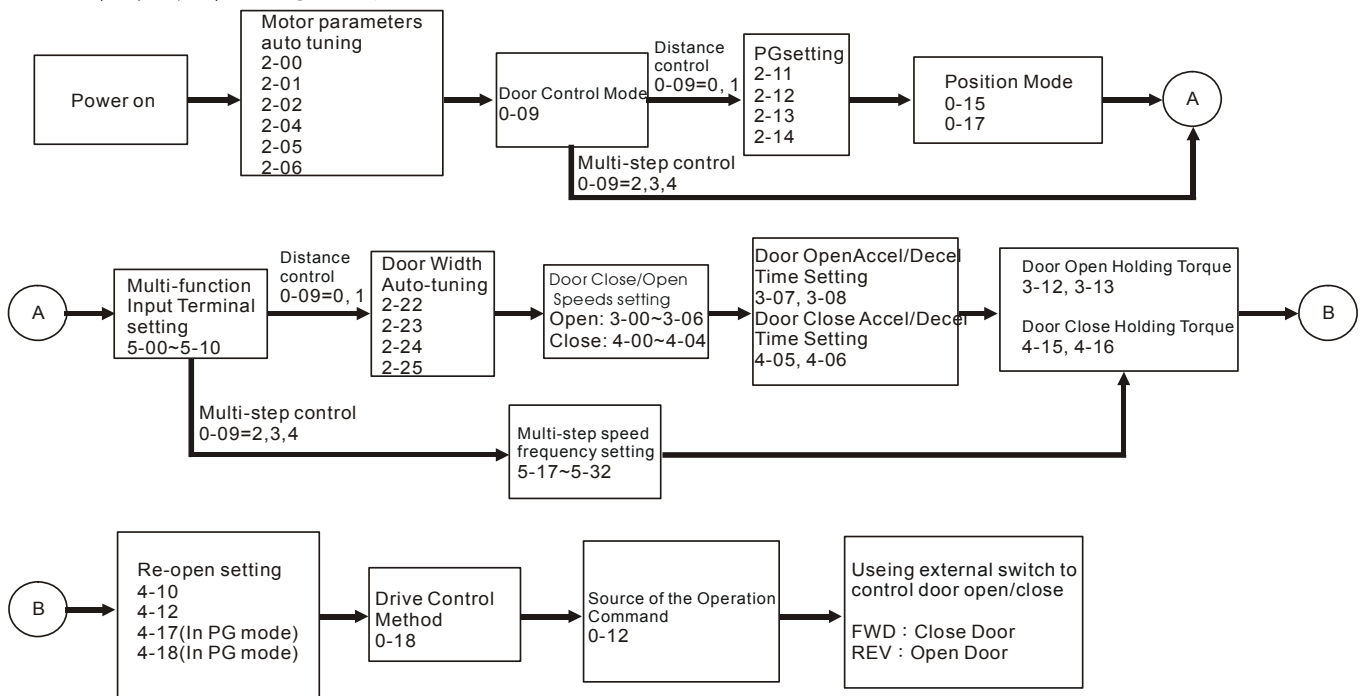 Power on
Motor parameters
auto tuning
2-00
2-01
2-02
2-04
2-05
2-06
Door Control Mode
0-09
Distance
control
0-09=0, 1
PGsetting
2-11
2-12
2-13
2-14
Position Mode
0-15
0-17
A
Multi-step control
0-09=2,3,4
A
Multi-function
Input Terminal
setting
5-00~5-10
Distance
control
0-09=0, 1
Door Width
Auto-tuning
2-22
2-23
2-24
2-25
Door Close/Open
Speeds setting
Open: 3-00~3-06
Close: 4-00~4-04
Door OpenAccel/Decel
Time Setting
3-07, 3-08
Door Close Accel/Decel
Time Setting
4-05, 4-06
Door Open Holding Torque
3-12, 3-13
Door Close Holding Torque
4-15, 4-16
B
Multi-step control
0-09=2,3,4
Multi-step speed
frequency setting
5-17~5-32
B
Re-open setting
4-10
4-12
4-17(In PG mode)
4-18(In PG mode)
Drive Control
Method
0-18
Source of the Operation
Command
0-12
Useing external switch to
control door open/close
FWD : Close Door
REV : Open Door